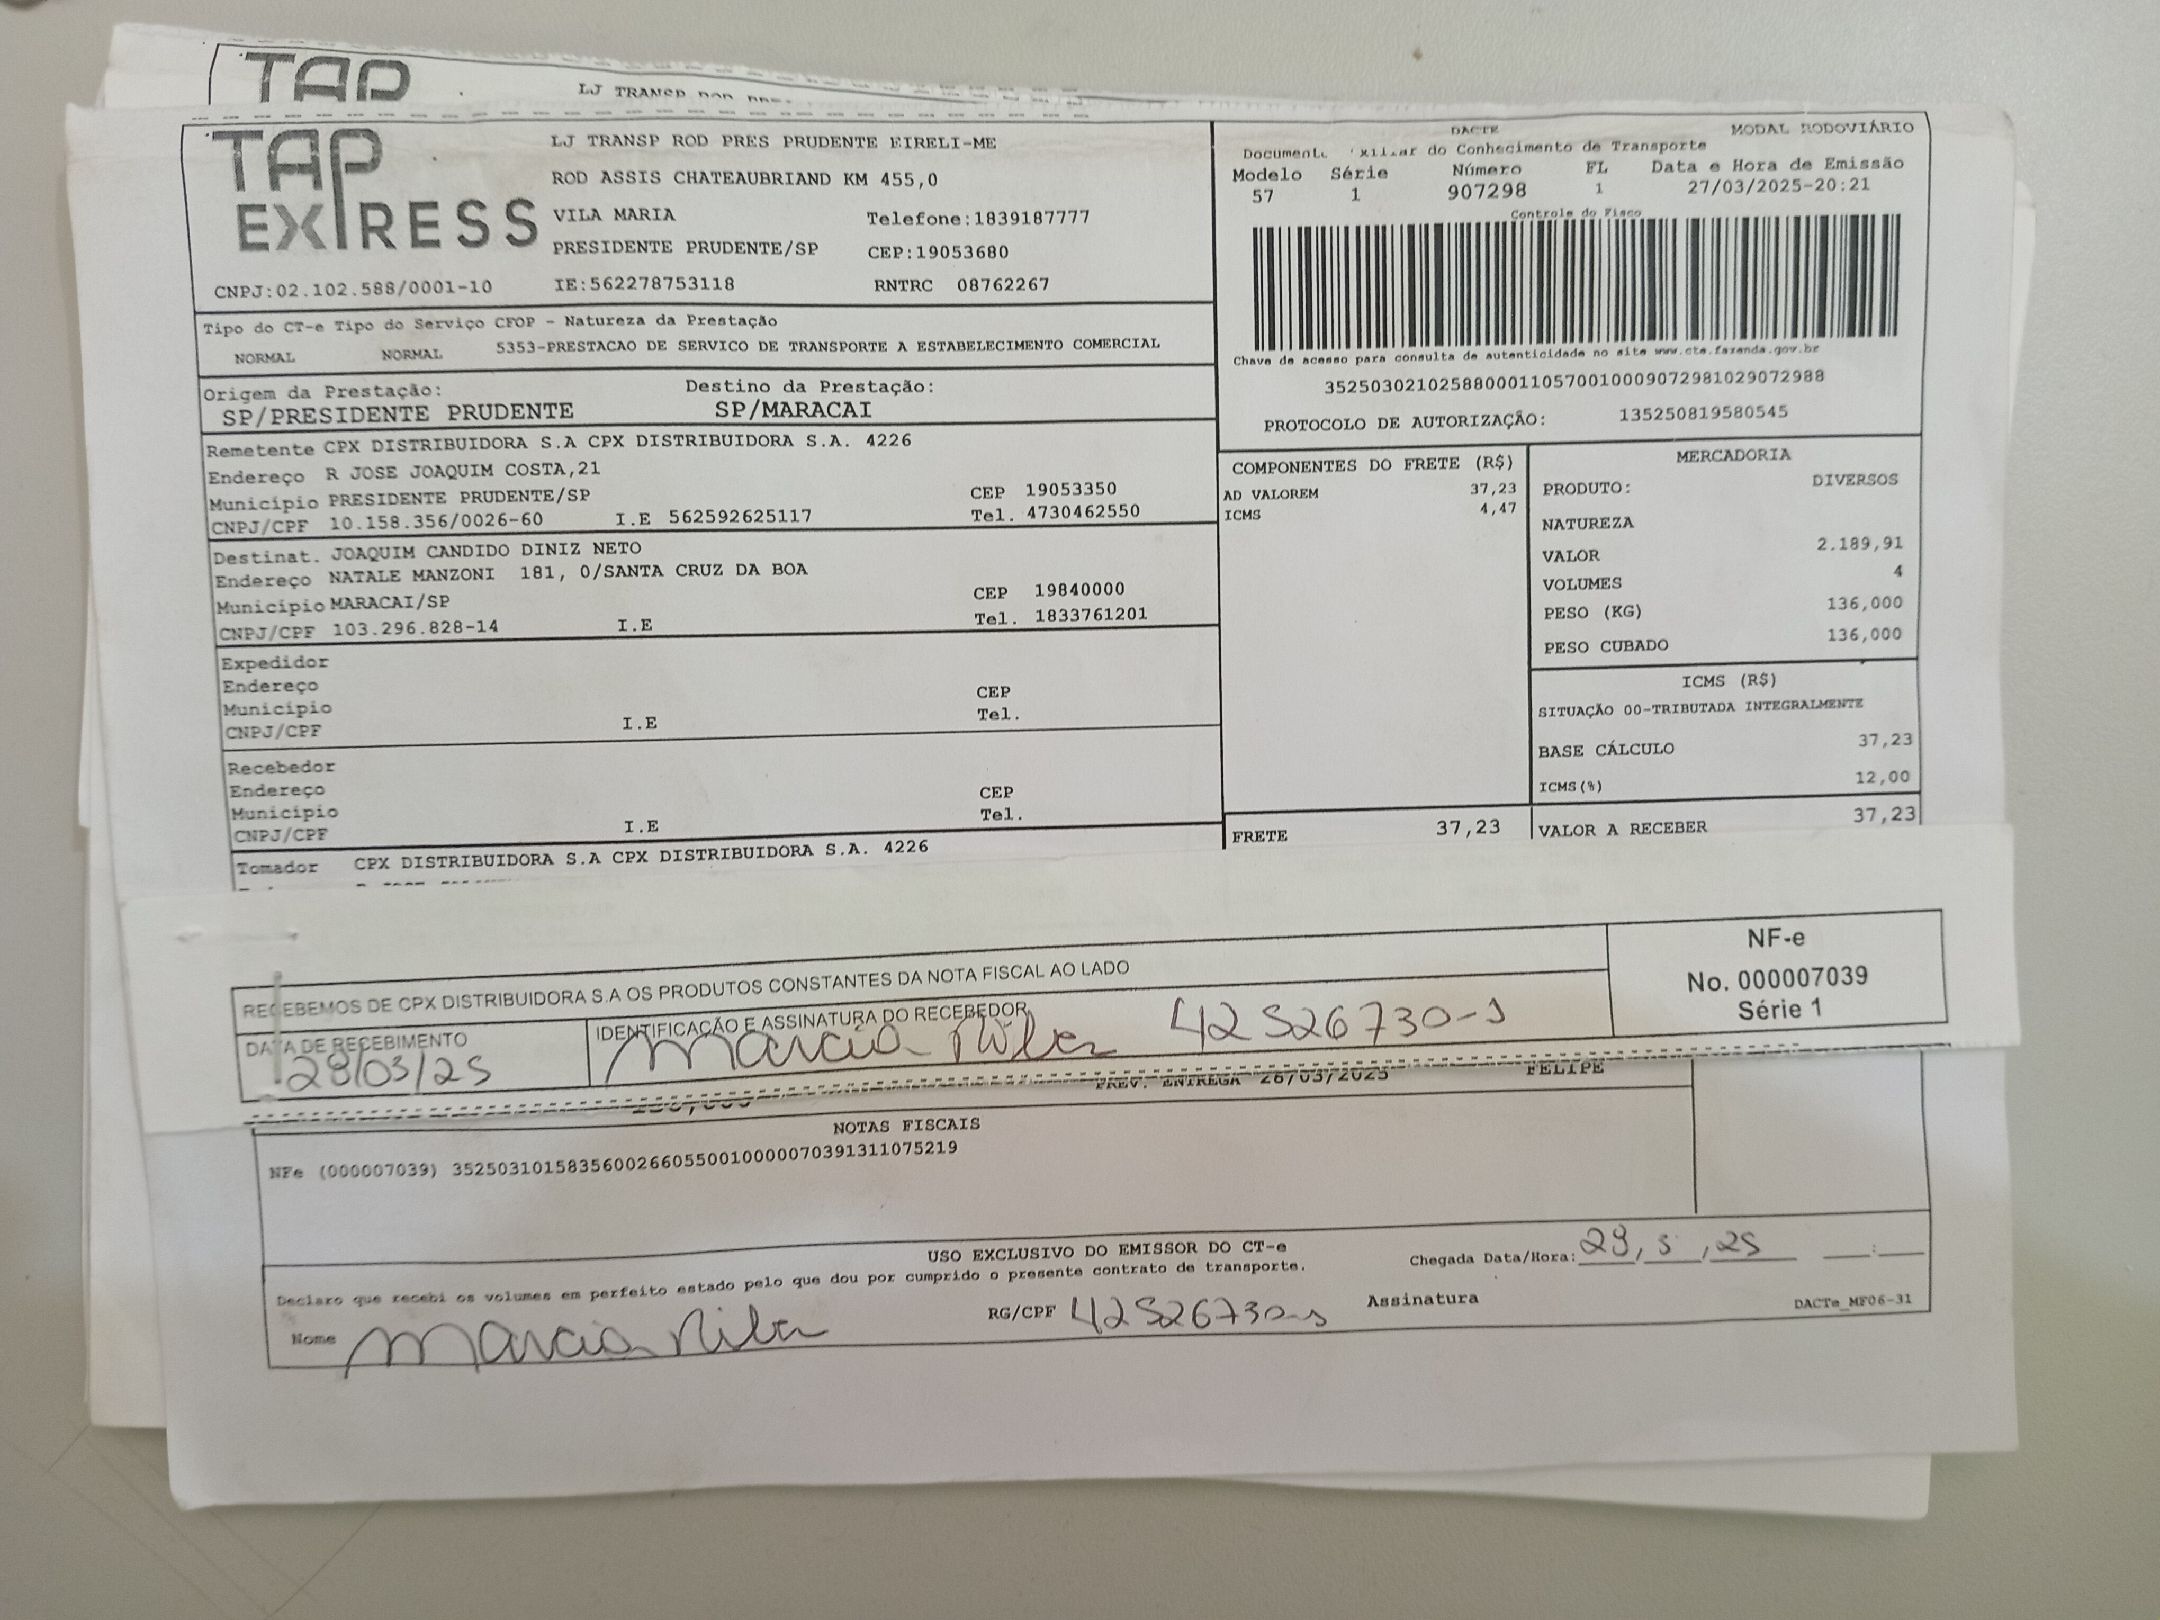 TAP
LJ TRANSP ROD PRES
TAP
EXPRESS
LJ TRANSP ROD PRES PRUDENTE EIRELI-ME
ROD ASSIS CHATEAUBRIAND KM 455,0
VILA MARIA Telefone:1839187777
PRESIDENTE PRUDENTE/SP CEP:19053680
CNPJ:02.102.588/0001-10 IE:562278753118 RNTRC 08762267
DACTE MODAL RODOVIÁRIO
do Conhecimento de Transporte
Modelo Série Número FL Data e Hora de Emissão
57 1 907298 1 27/03/2025-20:21
Controle do Fisco
Chave de acesso para consulta de autenticidade no site www.cte.fazenda.gov.br
35250302102588000110570010009072981029072988
PROTOCOLO DE AUTORIZAÇÃO: 135250819580545
Tipo do CT-e Tipo do Serviço CFOP - Natureza da Prestação
NORMAL NORMAL 5353-PRESTACAO DE SERVICO DE TRANSPORTE A ESTABELECIMENTO COMERCIAL
Origem da Prestação: Destino da Prestação:
SP/PRESIDENTE PRUDENTE SP/MARACAI
Remetente CPX DISTRIBUIDORA S.A CPX DISTRIBUIDORA S.A. 4226
Endereço R JOSE JOAQUIM COSTA,21
Município PRESIDENTE PRUDENTE/SP CEP 19053350
CNPJ/CPF 10.158.356/0026-60 I.E 562592625117 Tel. 4730462550
Destinat. JOAQUIM CANDIDO DINIZ NETO
Endereço NATALE MANZONI 181, 0/SANTA CRUZ DA BOA
Município MARACAI/SP CEP 19840000
CNPJ/CPF 103.296.828-14 I.E Tel. 1833761201
Expedidor
Endereço CEP
Município Tel.
CNPJ/CPF I.E
Recebedor
Endereço CEP
Município Tel.
CNPJ/CPF I.E
Tomador CPX DISTRIBUIDORA S.A CPX DISTRIBUIDORA S.A. 4226
COMPONENTES DO FRETE (R$)
AD VALOREM 37,23
ICMS 4,47
FRETE 37,23
MERCADORIA
PRODUTO: DIVERSOS
NATUREZA
VALOR 2.189,91
VOLUMES 4
PESO (KG) 136,000
PESO CUBADO 136,000
ICMS (R$)
SITUAÇÃO 00-TRIBUTADA INTEGRALMENTE
BASE CÁLCULO 37,23
ICMS(%) 12,00
VALOR A RECEBER 37,23
RECEBEMOS DE CPX DISTRIBUIDORA S.A OS PRODUTOS CONSTANTES DA NOTA FISCAL AO LADO
NF-e
No. 000007039
Série 1
DATA DE RECEBIMENTO
IDENTIFICAÇÃO E ASSINATURA DO RECEBEDOR
Marcia 42526730-
/03/25
PREV. ENTREGA 28/03/2025 FELIPE
NOTAS FISCAIS
NFe (000007039) 35250310158356002660550010000070391311075219
USO EXCLUSIVO DO EMISSOR DO CT-e
Declaro que recebi os volumes em perfeito estado pelo que dou por cumprido o presente contrato de transporte.
Chegada Data/Hora: , , 25 :
Nome Marcia RG/CPF 42526730- Assinatura DACTe_MF06-31